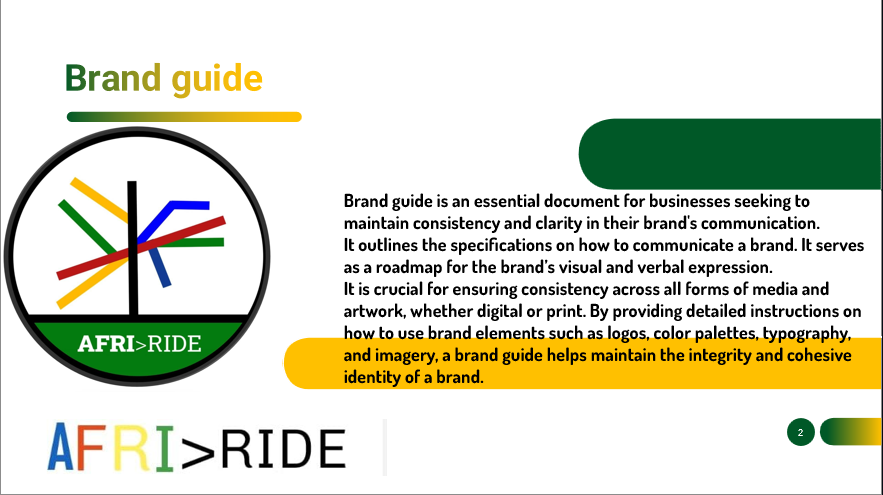 Brand guide
Brand guide is an essential document for businesses seeking to
maintain consistency and clarity in their brand's communication.
It outlines the specifications on how to communicate a brand. It serves
as a roadmap for the brand’s visual and verbal expression.
It is crucial for ensuring consistency across all forms of media and
artwork, whether digital or print. By providing detailed instructions on
how to use brand elements such as logos, color palettes, typography,
and imagery, a brand guide helps maintain the integrity and cohesive
identity of a brand.
AFRI>RIDE
AFRI>RIDE
2